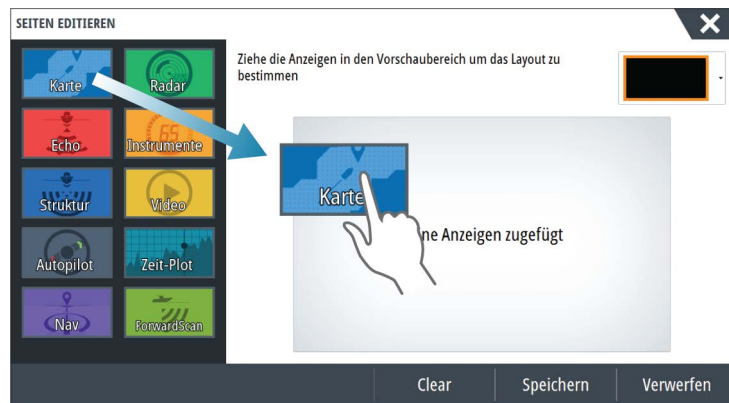 SEITEN EDITIEREN
Ziehe die Anzeigen in den Vorschaubereich um das Layout zu
bestimmen
Karte
Radar
Echo
Instrumente
Struktur
Video
Autopilot
Zeit-Plot
Nav
ForwardScan
Karte
ne Anzeigen zugefügt
Clear
Speichern
Verwerfen